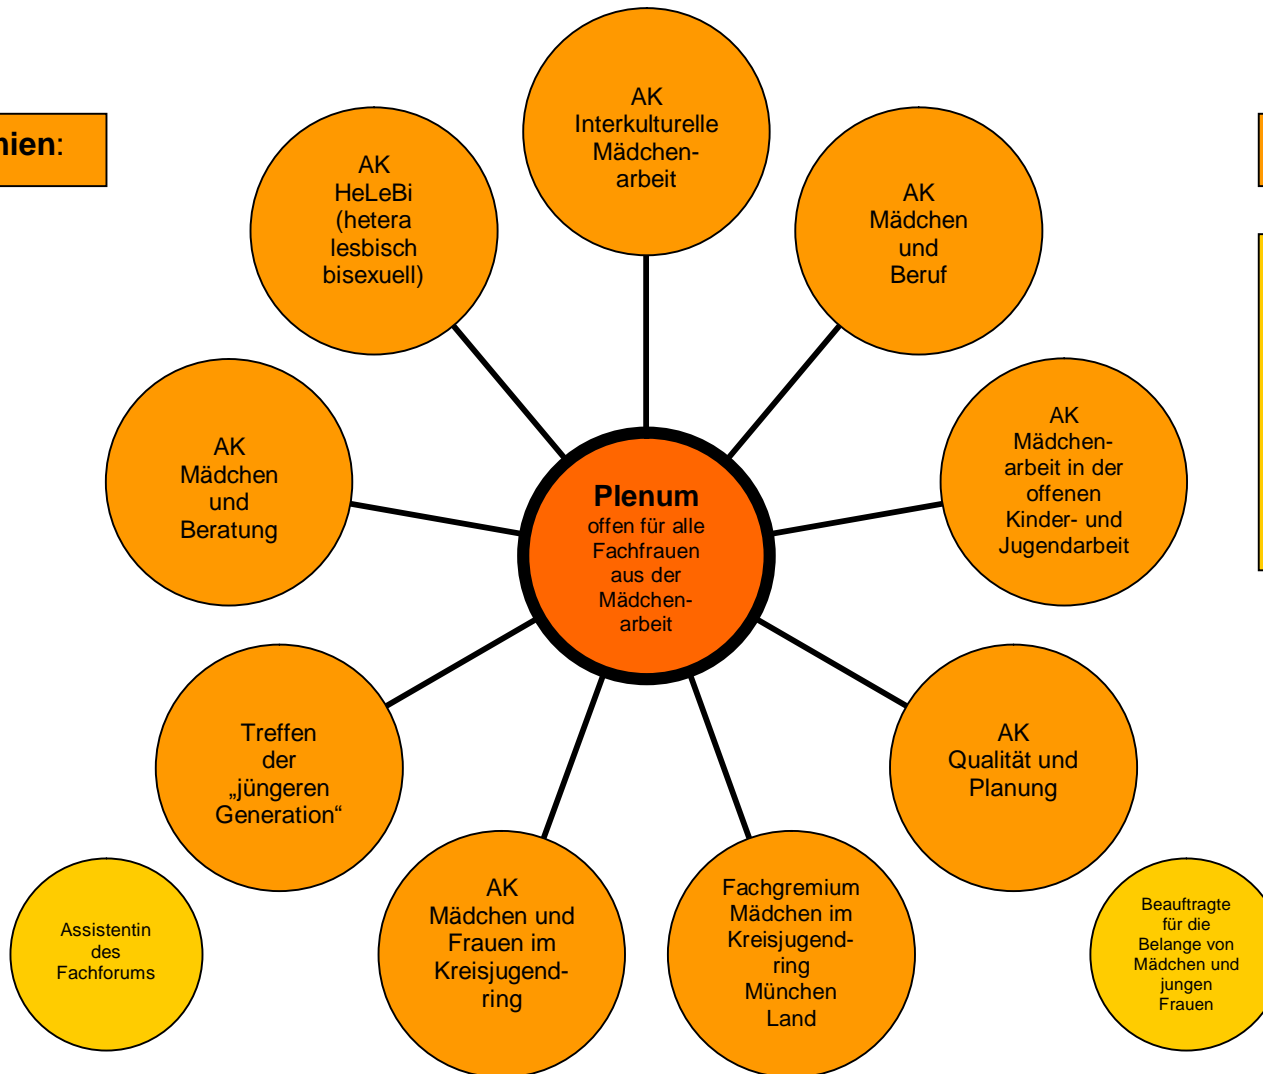 nien:
AK
Interkulturelle
Mädchen-
arbeit
AK
HeLeBi
(hetera
lesbisch
bisexuell)
AK
Mädchen
und
Beruf
AK
Mädchen
und
Beratung
AK
Mädchen-
arbeit in der
offenen
Kinder- und
Jugendarbeit
Plenum
offen für alle
Fachfrauen
aus der
Mädchen-
arbeit
Treffen
der
„jüngeren
Generation“
AK
Qualität und
Planung
AK
Mädchen und
Frauen im
Kreisjugend-
ring
Fachgremium
Mädchen im
Kreisjugend-
ring
München
Land
Assistentin
des
Fachforums
Beauftragte
für die
Belange von
Mädchen und
jungen
Frauen